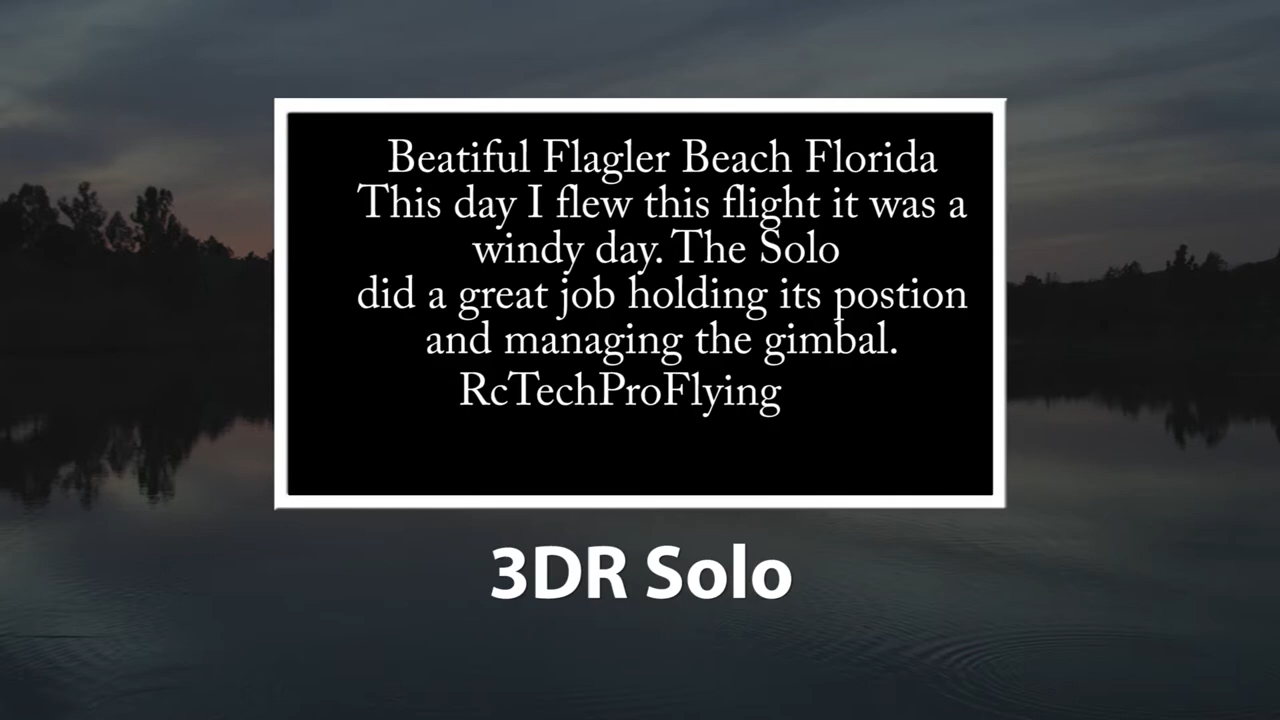 Beatiful Flagler Beach Florida
This day I flew this flight it was a
windy day. The Solo
did a great job holding its postion
and managing the gimbal.
RcTechProFlying
3DR Solo